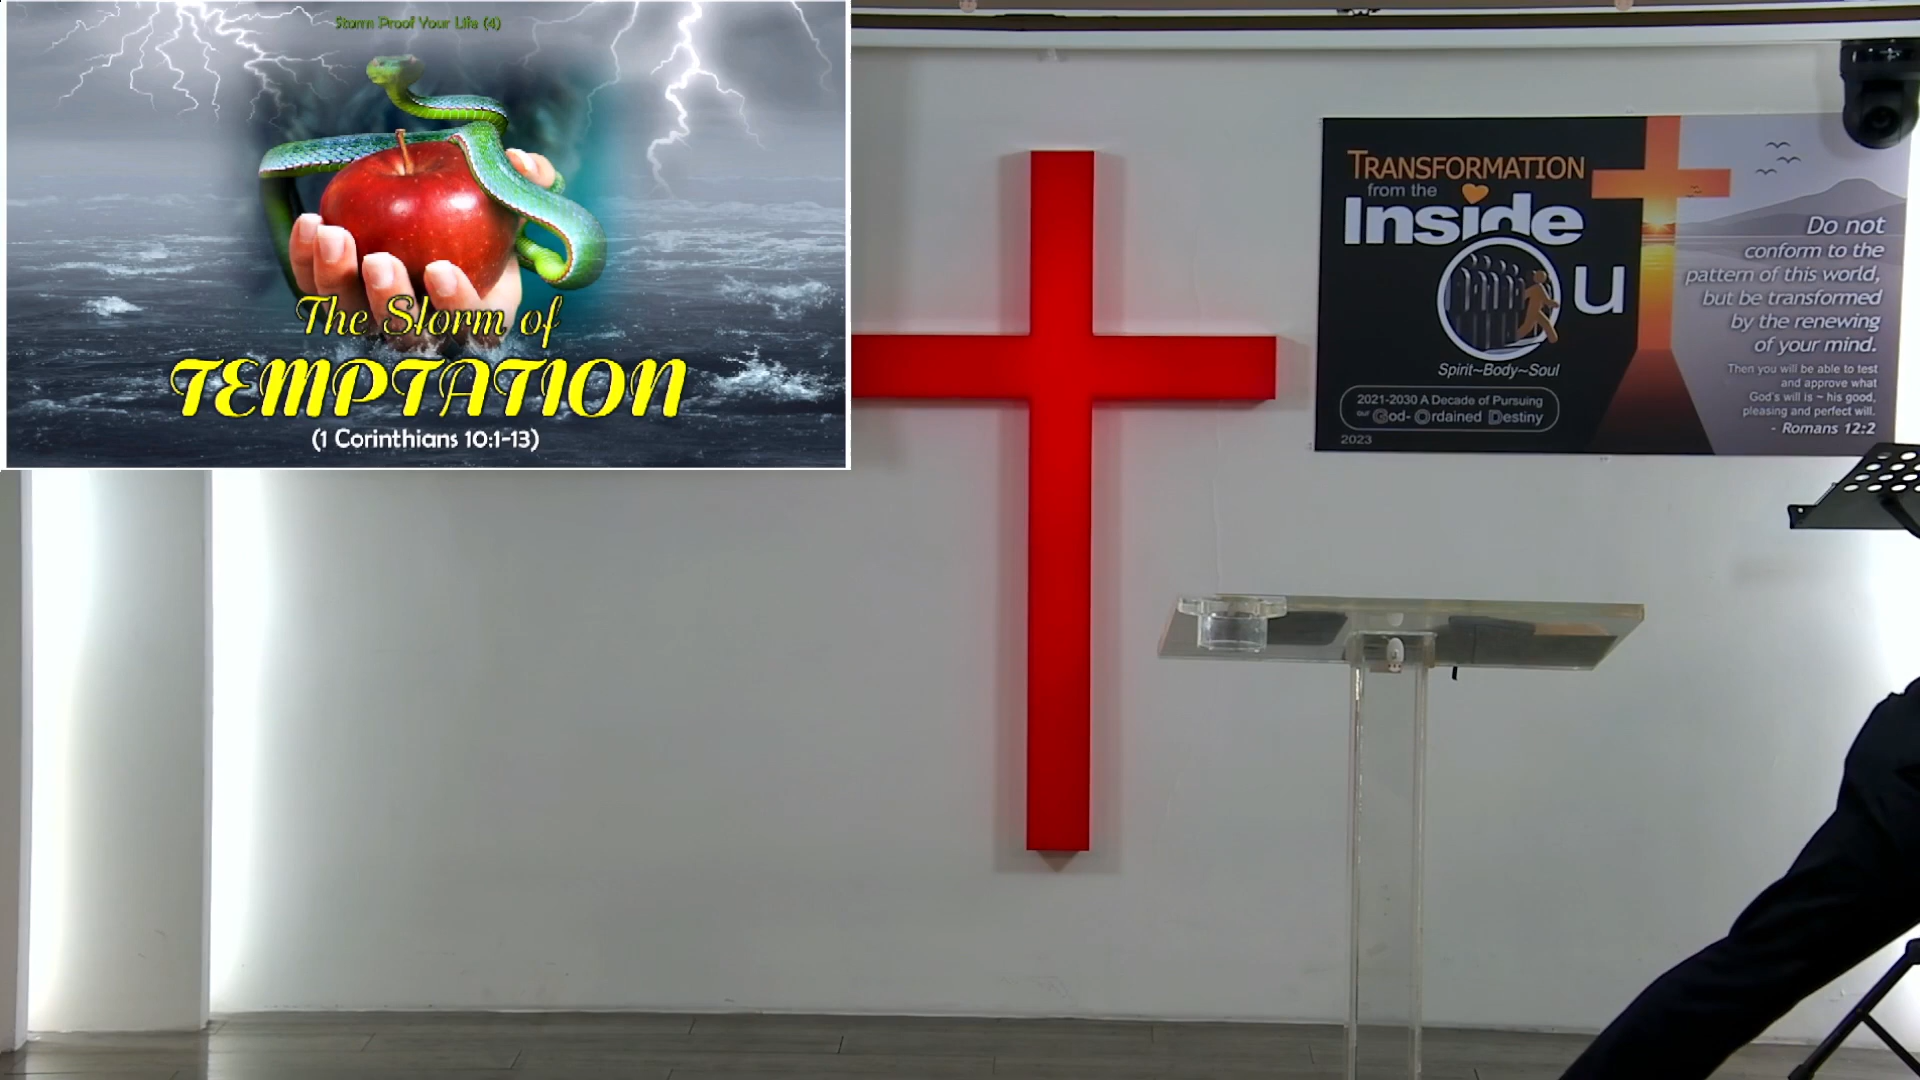 Storm Proof Your Life (4)
The Storm of
TEMPTATION
(1 Corinthians 10:1-13)
TRANSFORMATION
from the
Inside
Ou
Spirit~Body~Soul
2021-2030 A Decade of Pursuing
our God-Ordained Destiny
2023
Do not
conform to the
pattern of this world,
but be transformed
by the renewing
of your mind.
Then you will be able to test
and approve what
God's will is ~ his good,
pleasing and perfect will.
- Romans 12:2